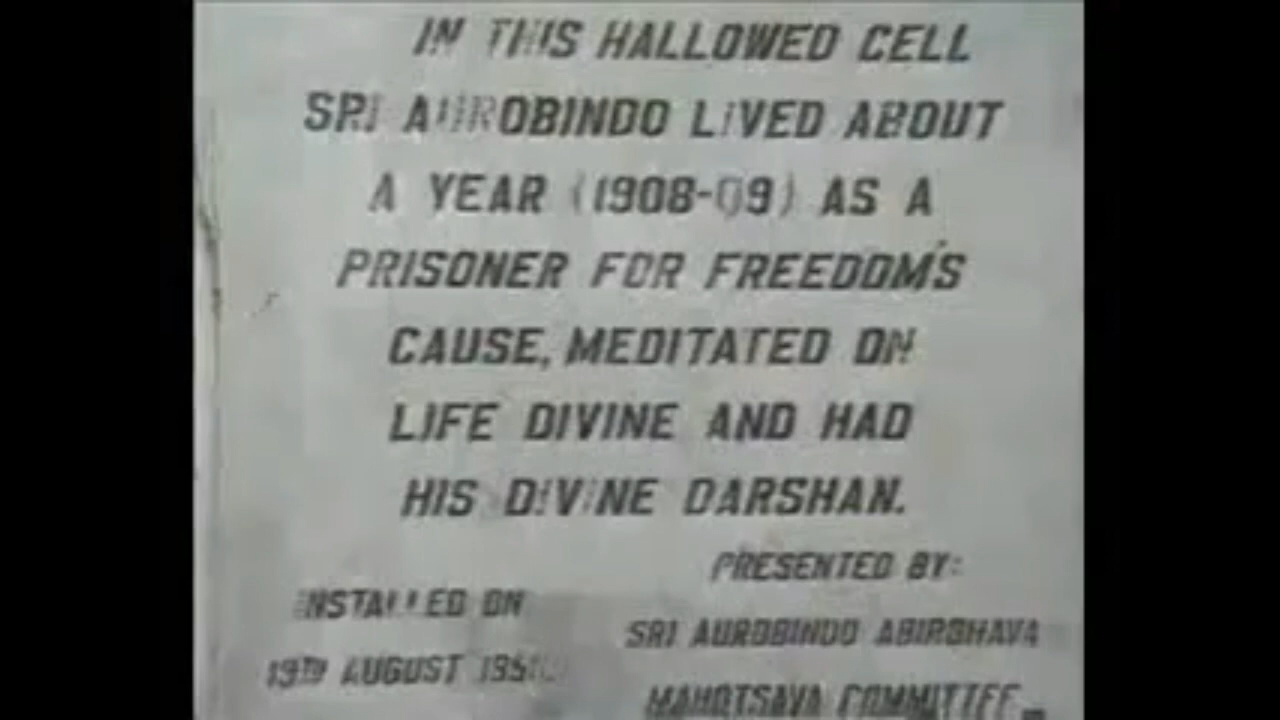 IN THIS HALLOWED CELL
SRI AUROBINDO LIVED ABOUT
A YEAR (1908-09) AS A
PRISONER FOR FREEDOM'S
CAUSE, MEDITATED ON
LIFE DIVINE AND HAD
HIS DIVINE DARSHAN.
PRESENTED BY:
INSTALLED ON
SRI AUROBINDO ABIRBHAVA
19TH AUGUST
MAHOTSAVA COMMITTEE